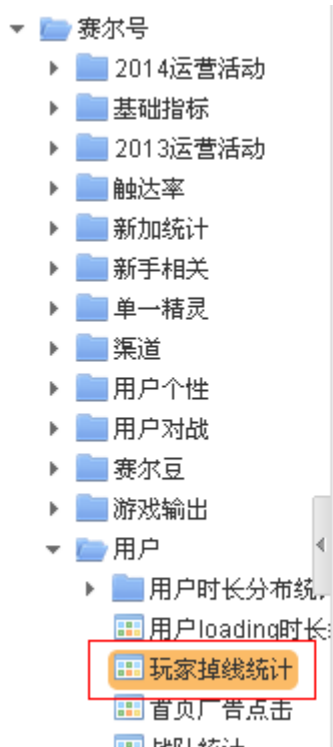 赛尔号
2014运营活动
基础指标
2013运营活动
触达率
新加统计
新手相关
单一精灵
渠道
用户个性
用户对战
赛尔豆
游戏输出
用户
用户时长分布统
用户loading时长
玩家掉线统计
首页广告点击
战队统计